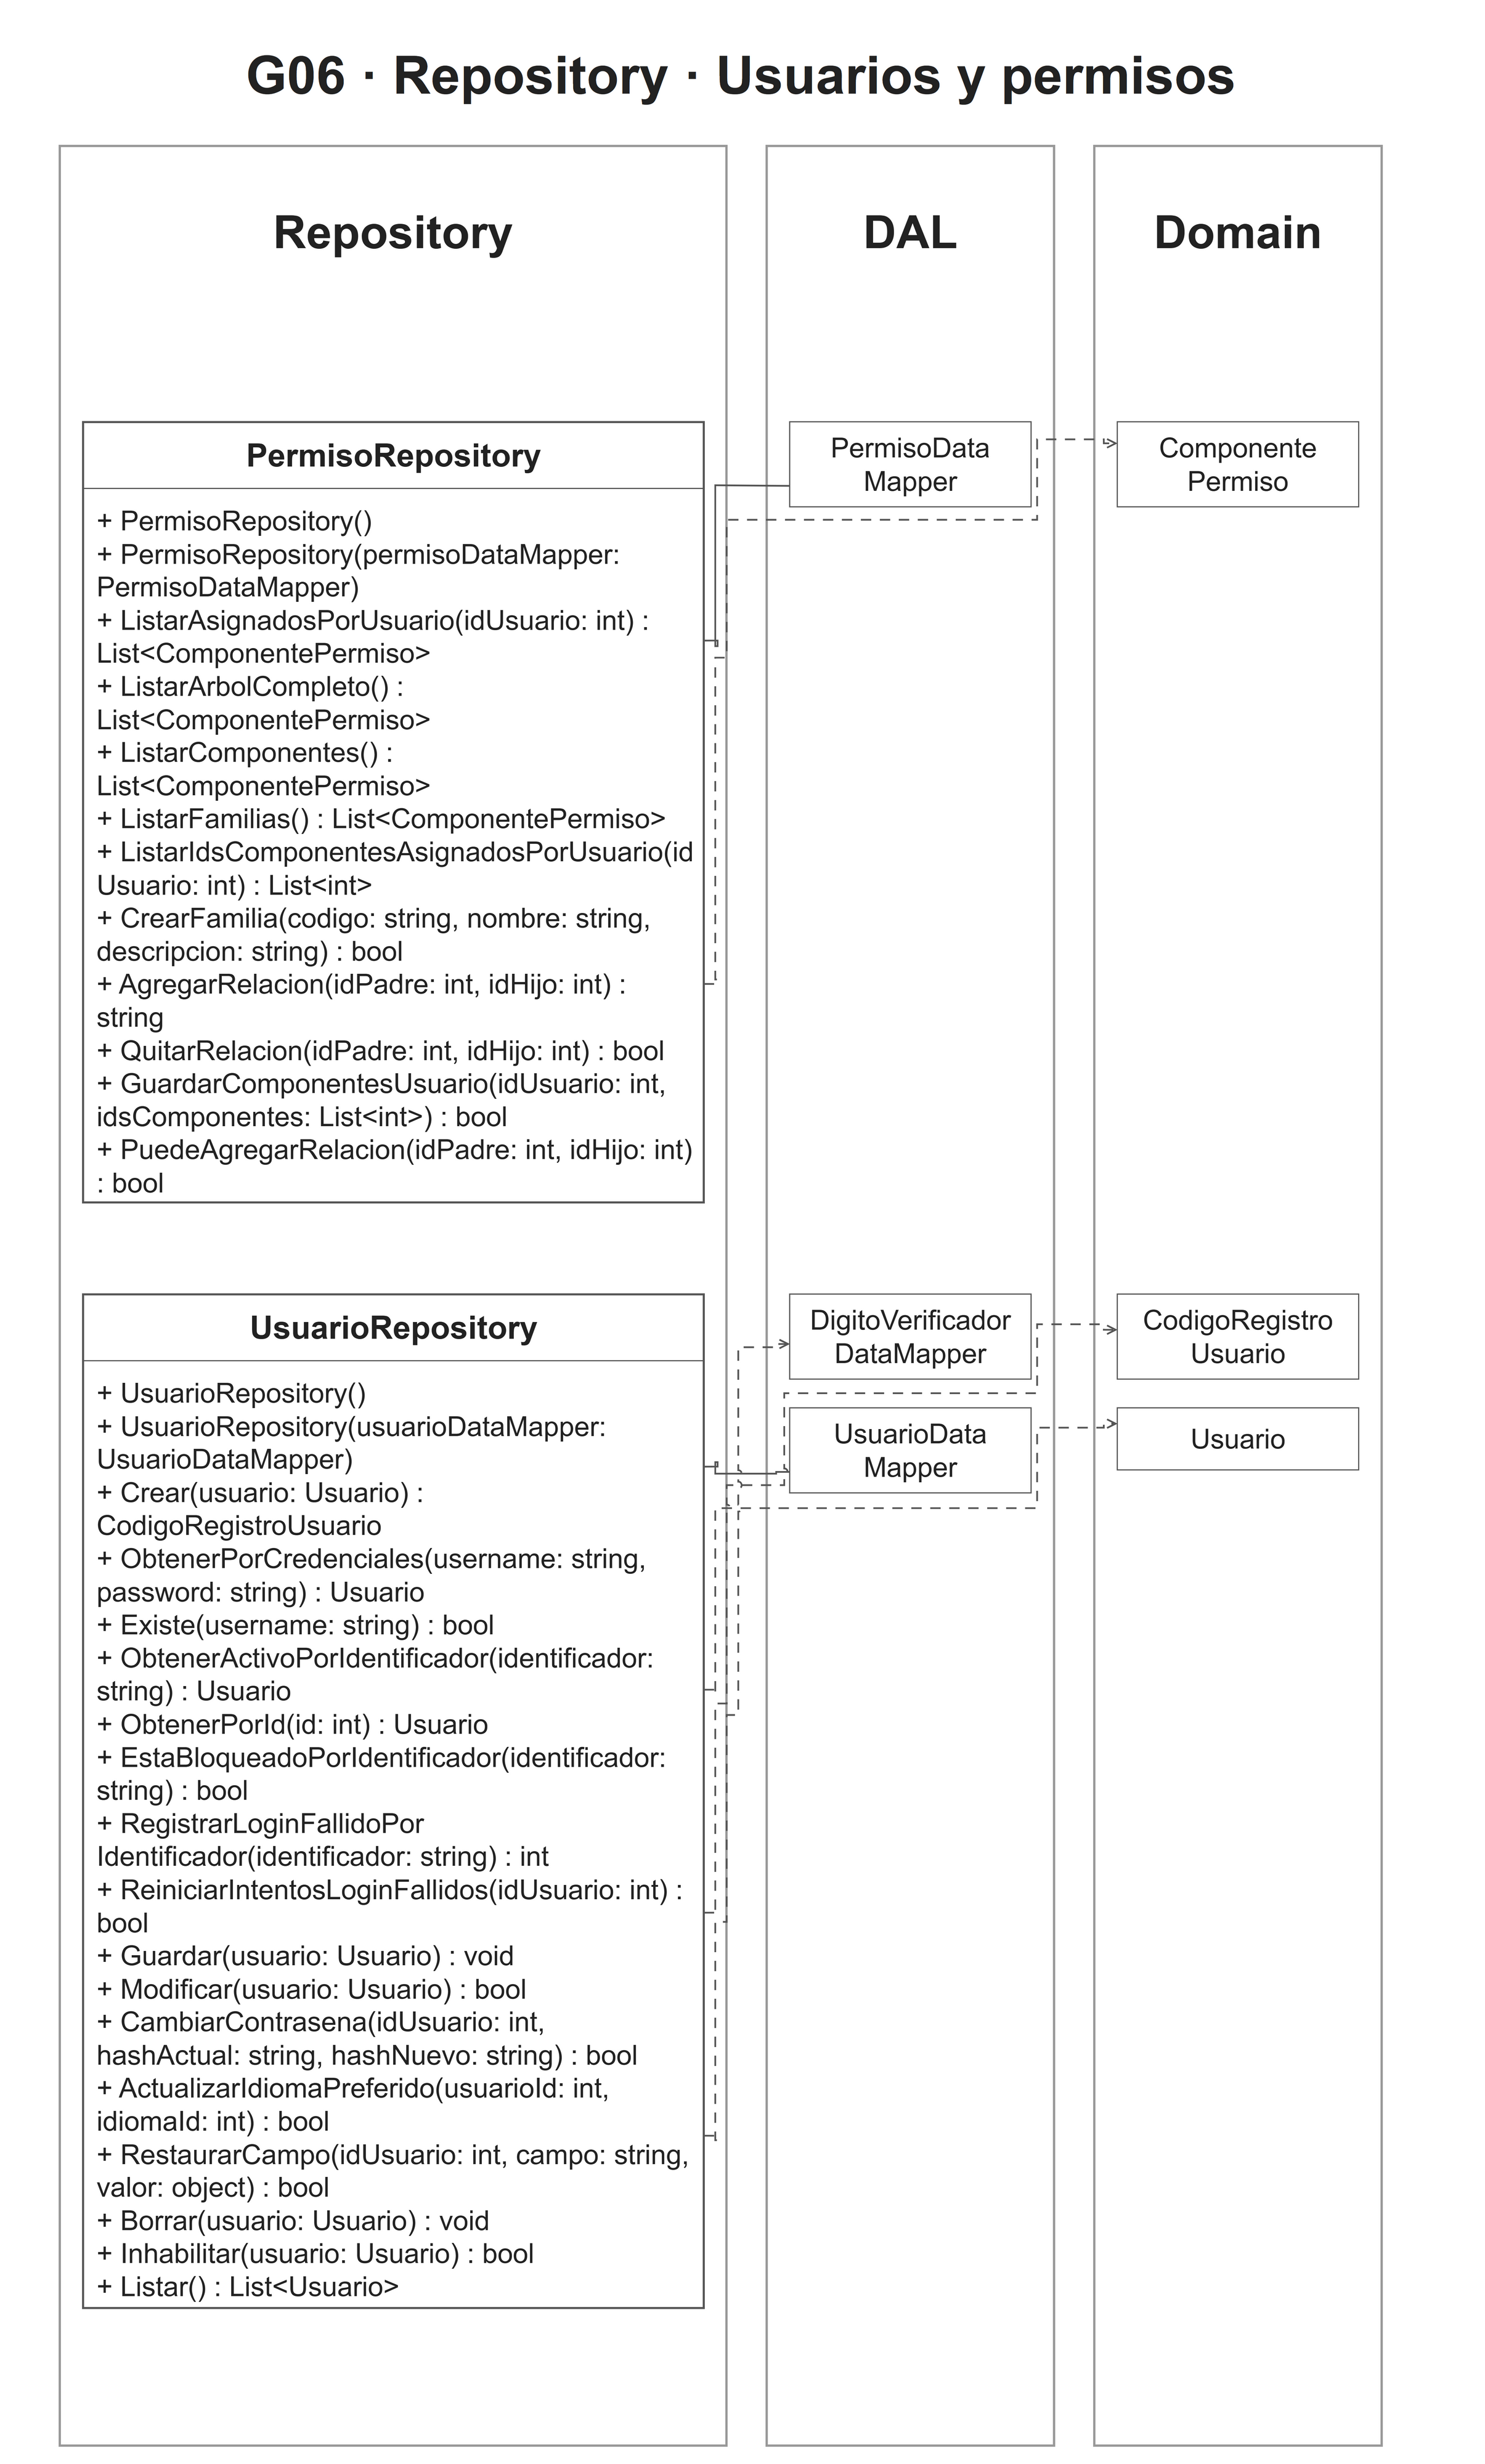 G06 · Repository · Usuarios y permisos
Repository
DAL
Domain
PermisoRepository
+ PermisoRepository()
+ PermisoRepository(permisoDataMapper:
PermisoDataMapper)
+ ListarAsignadosPorUsuario(idUsuario: int) :
List<ComponentePermiso>
+ ListarArbolCompleto() :
List<ComponentePermiso>
+ ListarComponentes() :
List<ComponentePermiso>
+ ListarFamilias() : List<ComponentePermiso>
+ ListarIdsComponentesAsignadosPorUsuario(id
Usuario: int) : List<int>
+ CrearFamilia(codigo: string, nombre: string,
descripcion: string) : bool
+ AgregarRelacion(idPadre: int, idHijo: int) :
string
+ QuitarRelacion(idPadre: int, idHijo: int) : bool
+ GuardarComponentesUsuario(idUsuario: int,
idsComponentes: List<int>) : bool
+ PuedeAgregarRelacion(idPadre: int, idHijo: int)
: bool
PermisoData
Mapper
Componente
Permiso
UsuarioRepository
+ UsuarioRepository()
+ UsuarioRepository(usuarioDataMapper:
UsuarioDataMapper)
+ Crear(usuario: Usuario) :
CodigoRegistroUsuario
+ ObtenerPorCredenciales(username: string,
password: string) : Usuario
+ Existe(username: string) : bool
+ ObtenerActivoPorIdentificador(identificador:
string) : Usuario
+ ObtenerPorId(id: int) : Usuario
+ EstaBloqueadoPorIdentificador(identificador:
string) : bool
+ RegistrarLoginFallidoPor
Identificador(identificador: string) : int
+ ReiniciarIntentosLoginFallidos(idUsuario: int) :
bool
+ Guardar(usuario: Usuario) : void
+ Modificar(usuario: Usuario) : bool
+ CambiarContrasena(idUsuario: int,
hashActual: string, hashNuevo: string) : bool
+ ActualizarIdiomaPreferido(usuarioId: int,
idiomaId: int) : bool
+ RestaurarCampo(idUsuario: int, campo: string,
valor: object) : bool
+ Borrar(usuario: Usuario) : void
+ Inhabilitar(usuario: Usuario) : bool
+ Listar() : List<Usuario>
DigitoVerificador
DataMapper
CodigoRegistro
Usuario
UsuarioData
Mapper
Usuario